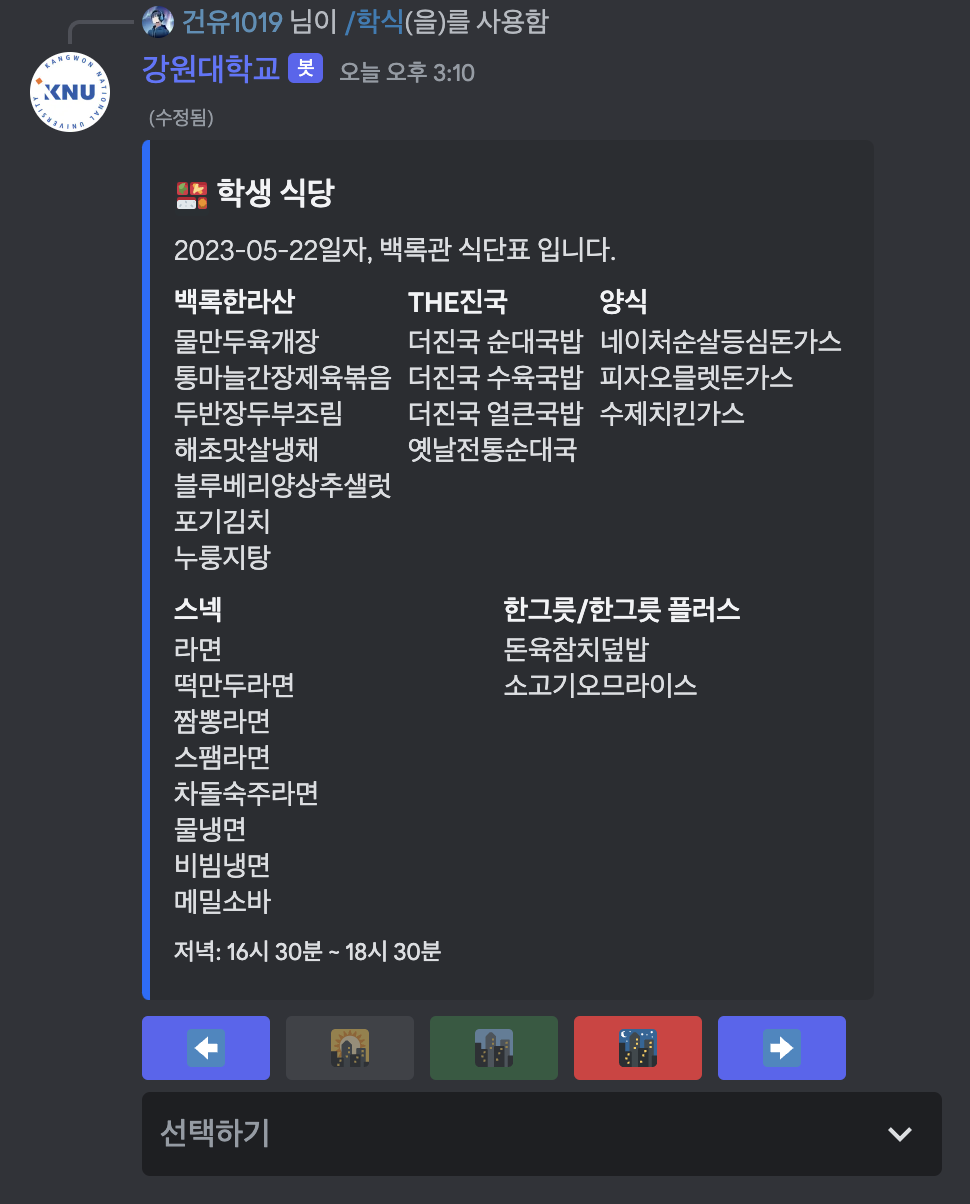 건유1019 님이 /학식(을)를 사용함
강원대학교 봇 오늘 오후 3:10
KANGWON NATIONAL UNIVERSITY
KNU
(수정됨)
학생 식당
2023-05-22일자, 백록관 식단표 입니다.
백록한라산
물만두육개장
통마늘간장제육볶음
두반장두부조림
해초맛살냉채
블루베리양상추샐럿
포기김치
누룽지탕
THE진국
더진국 순대국밥
더진국 수육국밥
더진국 얼큰국밥
옛날전통순대국
양식
네이처순살등심돈가스
피자오믈렛돈가스
수제치킨가스
스넥
라면
떡만두라면
짬뽕라면
스팸라면
차돌숙주라면
물냉면
비빔냉면
메밀소바
한그릇/한그릇 플러스
돈육참치덮밥
소고기오므라이스
저녁: 16시 30분 ~ 18시 30분
선택하기